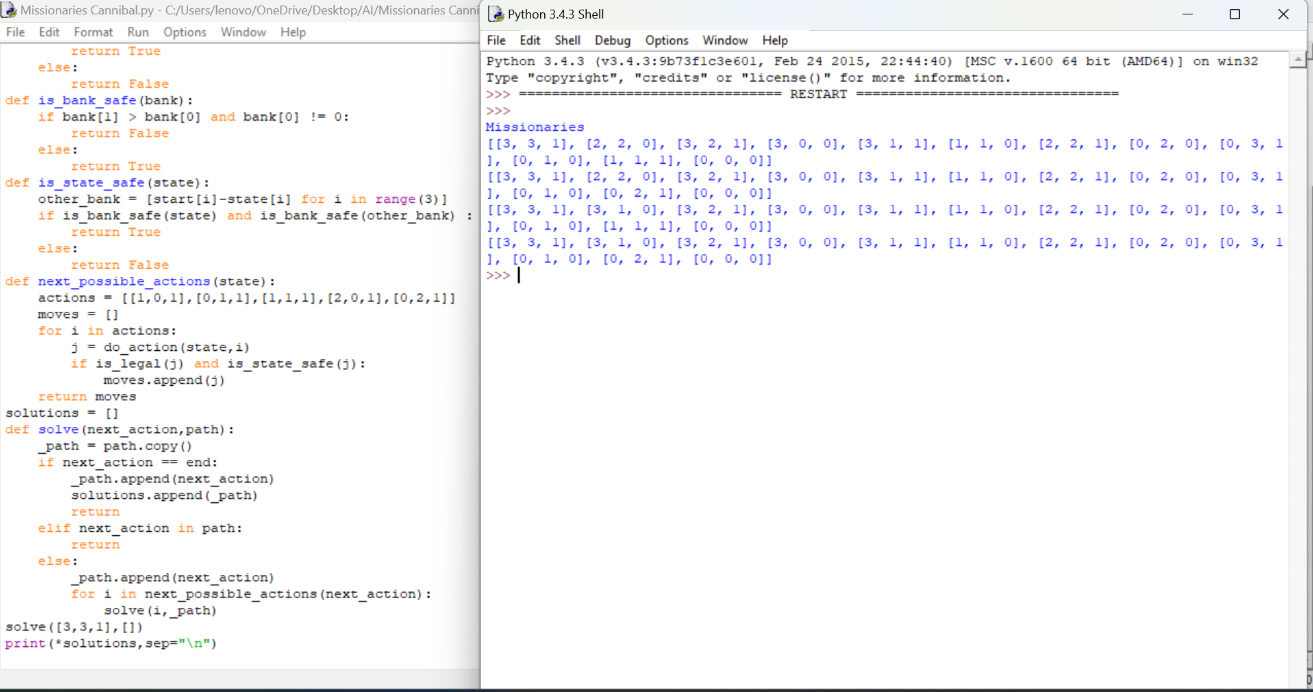 Missionaries Cannibal.py - C:/Users/lenovo/OneDrive/Desktop/AI/Missionaries Canni
File Edit Format Run Options Window Help
        return True
    else:
        return False
def is_bank_safe(bank):
    if bank[1] > bank[0] and bank[0] != 0:
        return False
    else:
        return True
def is_state_safe(state):
    other_bank = [start[i]-state[i] for i in range(3)]
    if is_bank_safe(state) and is_bank_safe(other_bank) :
        return True
    else:
        return False
def next_possible_actions(state):
    actions = [[1,0,1],[0,1,1],[1,1,1],[2,0,1],[0,2,1]]
    moves = []
    for i in actions:
        j = do_action(state,i)
        if is_legal(j) and is_state_safe(j):
            moves.append(j)
    return moves
solutions = []
def solve(next_action,path):
    _path = path.copy()
    if next_action == end:
        _path.append(next_action)
        solutions.append(_path)
        return
    elif next_action in path:
        return
    else:
        _path.append(next_action)
        for i in next_possible_actions(next_action):
            solve(i,_path)
solve([3,3,1],[])
print(*solutions,sep="\n")
Python 3.4.3 Shell
File Edit Shell Debug Options Window Help
Python 3.4.3 (v3.4.3:9b73f1c3e601, Feb 24 2015, 22:44:40) [MSC v.1600 64 bit (AMD64)] on win32
Type "copyright", "credits" or "license()" for more information.
>>> ================================ RESTART ================================
>>>
Missionaries
[[3, 3, 1], [2, 2, 0], [3, 2, 1], [3, 0, 0], [3, 1, 1], [1, 1, 0], [2, 2, 1], [0, 2, 0], [0, 3, 1
], [0, 1, 0], [1, 1, 1], [0, 0, 0]]
[[3, 3, 1], [2, 2, 0], [3, 2, 1], [3, 0, 0], [3, 1, 1], [1, 1, 0], [2, 2, 1], [0, 2, 0], [0, 3, 1
], [0, 1, 0], [0, 2, 1], [0, 0, 0]]
[[3, 3, 1], [3, 1, 0], [3, 2, 1], [3, 0, 0], [3, 1, 1], [1, 1, 0], [2, 2, 1], [0, 2, 0], [0, 3, 1
], [0, 1, 0], [1, 1, 1], [0, 0, 0]]
[[3, 3, 1], [3, 1, 0], [3, 2, 1], [3, 0, 0], [3, 1, 1], [1, 1, 0], [2, 2, 1], [0, 2, 0], [0, 3, 1
], [0, 1, 0], [0, 2, 1], [0, 0, 0]]
>>>